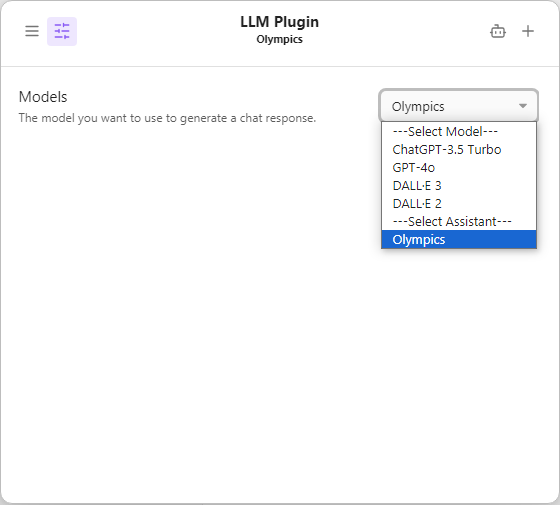 LLM Plugin
Olympics
Models
The model you want to use to generate a chat response.
Olympics
---Select Model---
ChatGPT-3.5 Turbo
GPT-4o
DALL·E 3
DALL·E 2
---Select Assistant---
Olympics